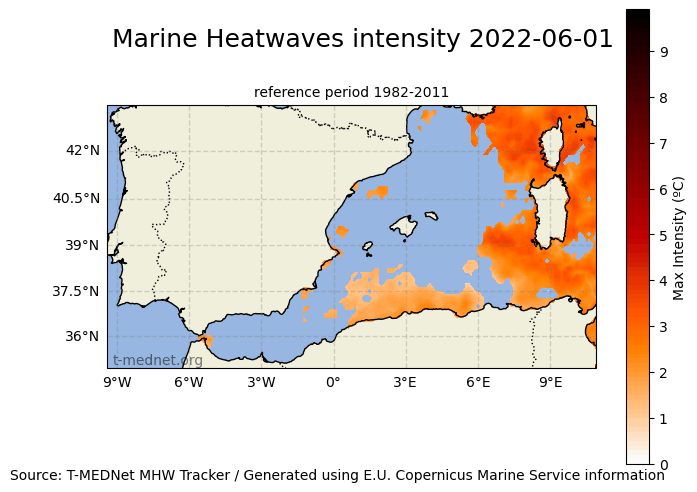 Marine Heatwaves intensity 2022-06-01
reference period 1982-2011
42°N
40.5°N
39°N
37.5°N
36°N
t-mednet.org
9°W 6°W 3°W 0° 3°E 6°E 9°E
9
8
7
6
5
4
3
2
1
0
Max Intensity (ºC)
Source: T-MEDNet MHW Tracker / Generated using E.U. Copernicus Marine Service information